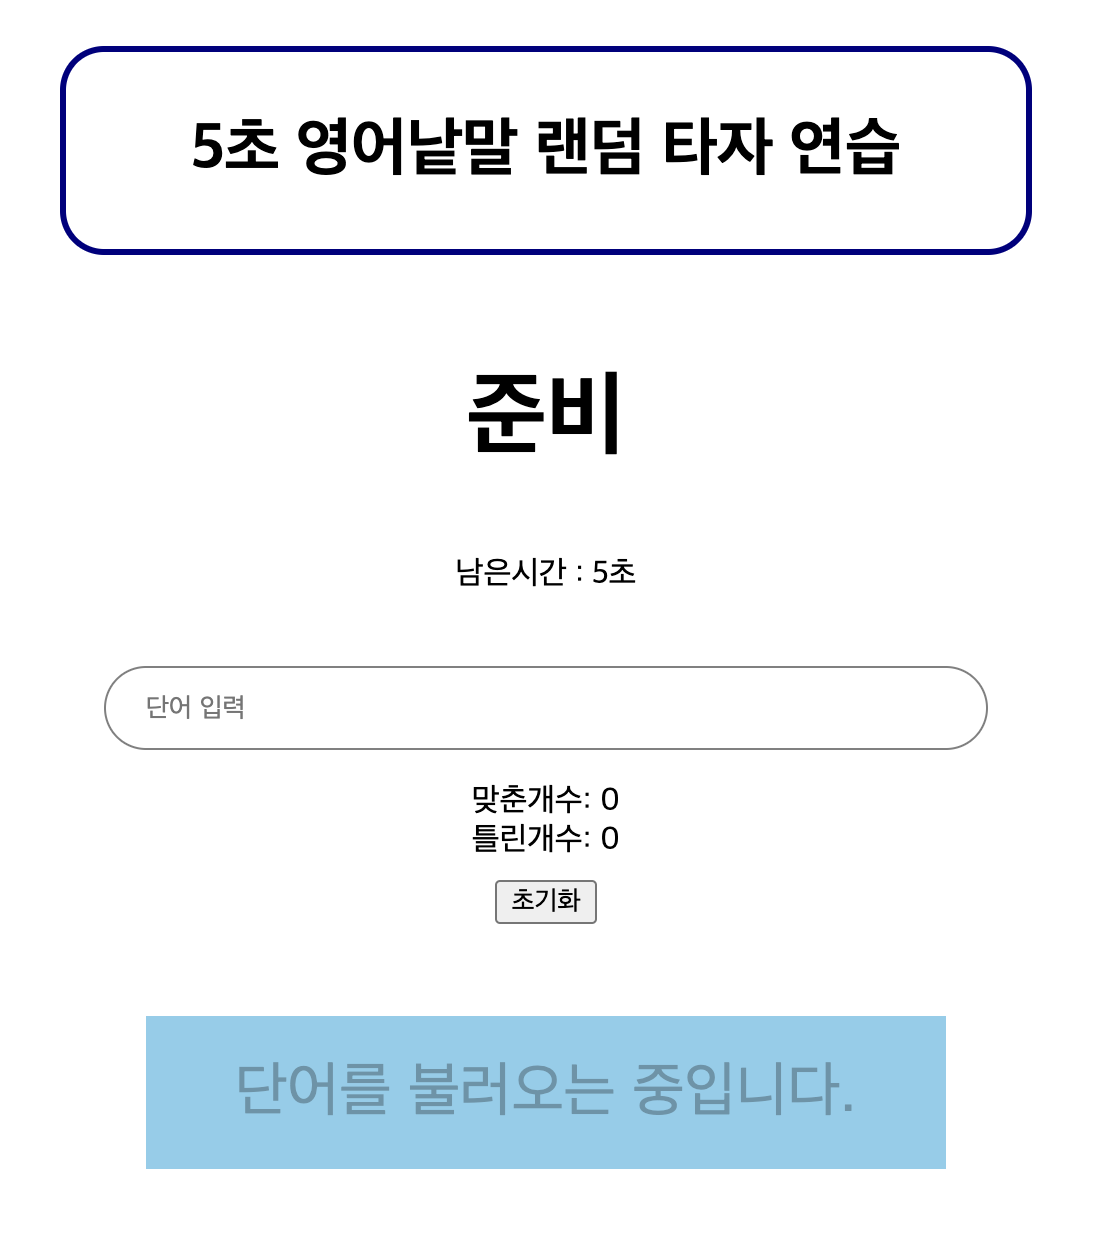 5초 영어낱말 랜덤 타자 연습
준비
남은시간 : 5초
단어 입력
맞춘개수: 0
틀린개수: 0
초기화
단어를 불러오는 중입니다.